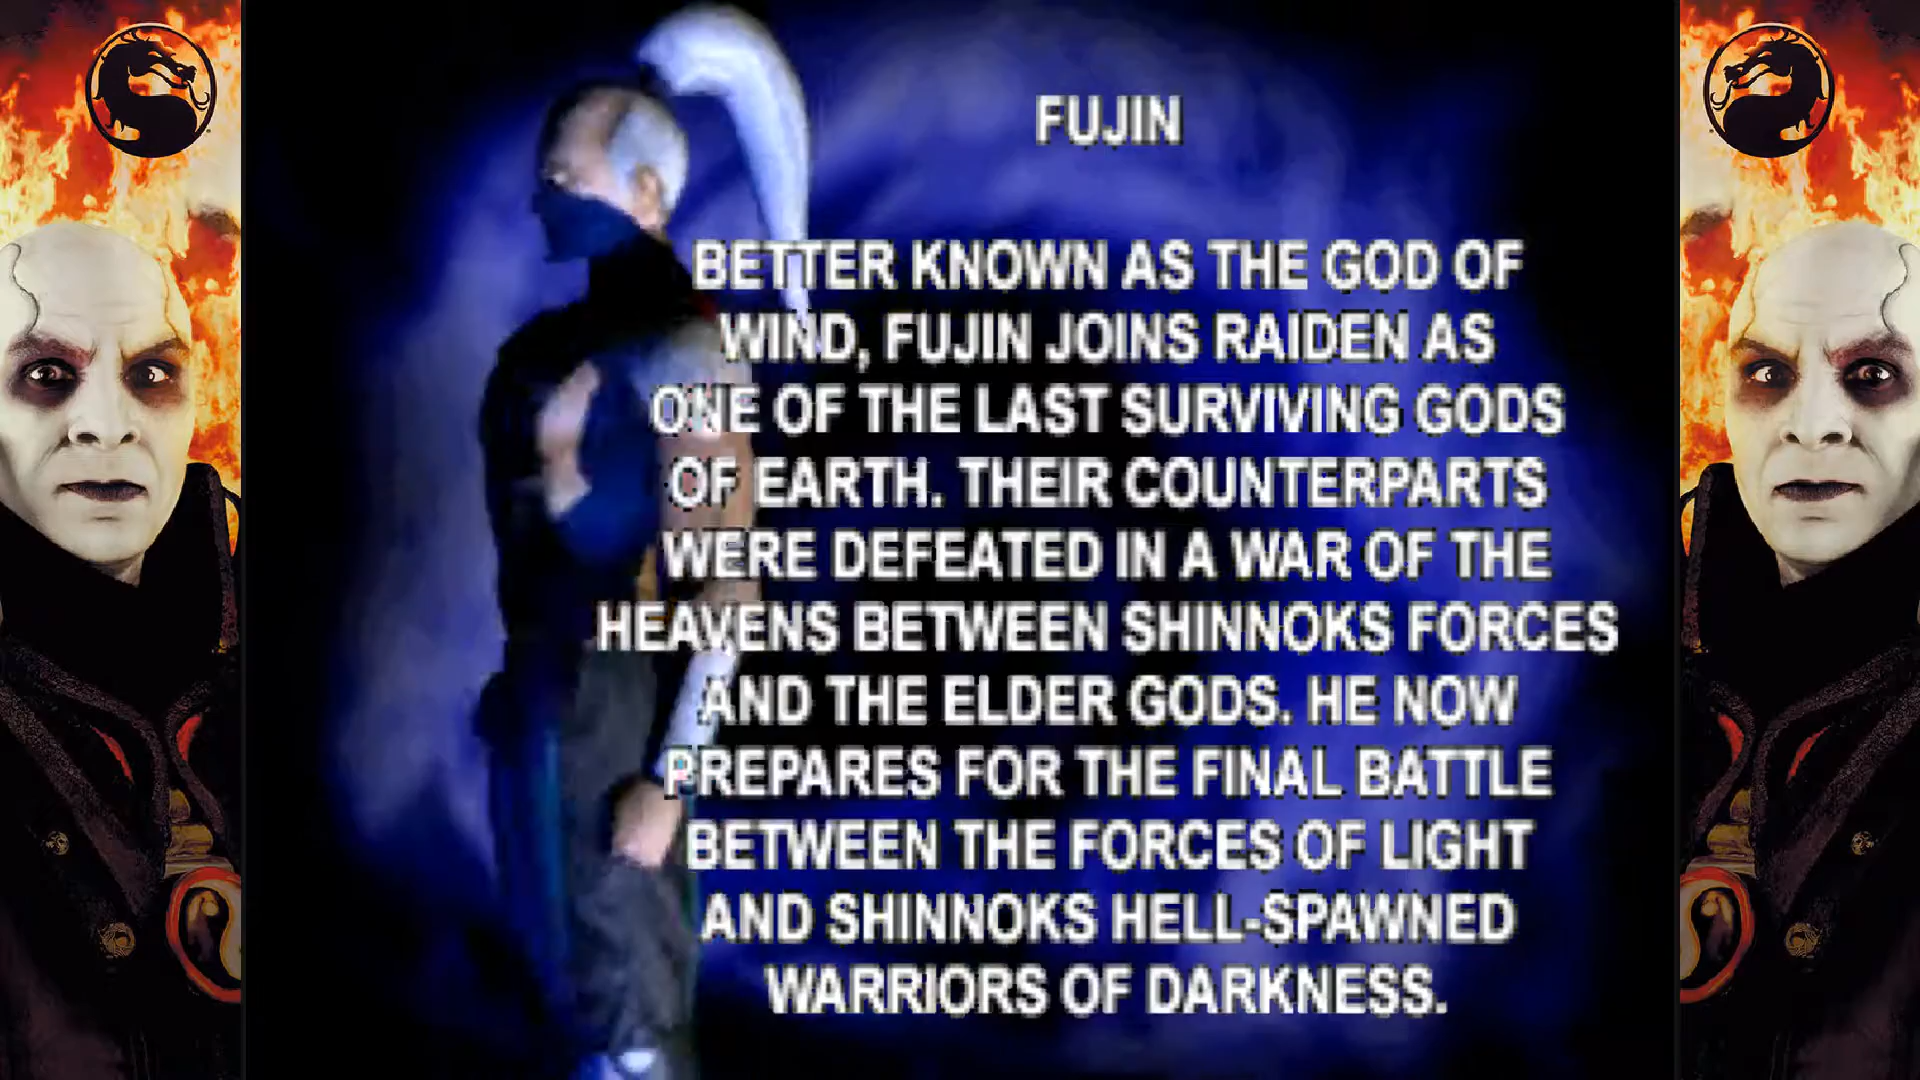 FUJIN
BETTER KNOWN AS THE GOD OF
WIND, FUJIN JOINS RAIDEN AS
ONE OF THE LAST SURVIVING GODS
OF EARTH. THEIR COUNTERPARTS
WERE DEFEATED IN A WAR OF THE
HEAVENS BETWEEN SHINNOKS FORCES
AND THE ELDER GODS. HE NOW
PREPARES FOR THE FINAL BATTLE
BETWEEN THE FORCES OF LIGHT
AND SHINNOKS HELL-SPAWNED
WARRIORS OF DARKNESS.